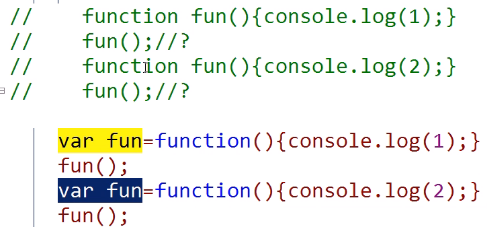 //    function fun(){console.log(1);}
//    fun();//?
//    function fun(){console.log(2);}
//    fun();//?
var fun=function(){console.log(1);}
fun();
var fun=function(){console.log(2);}
fun();